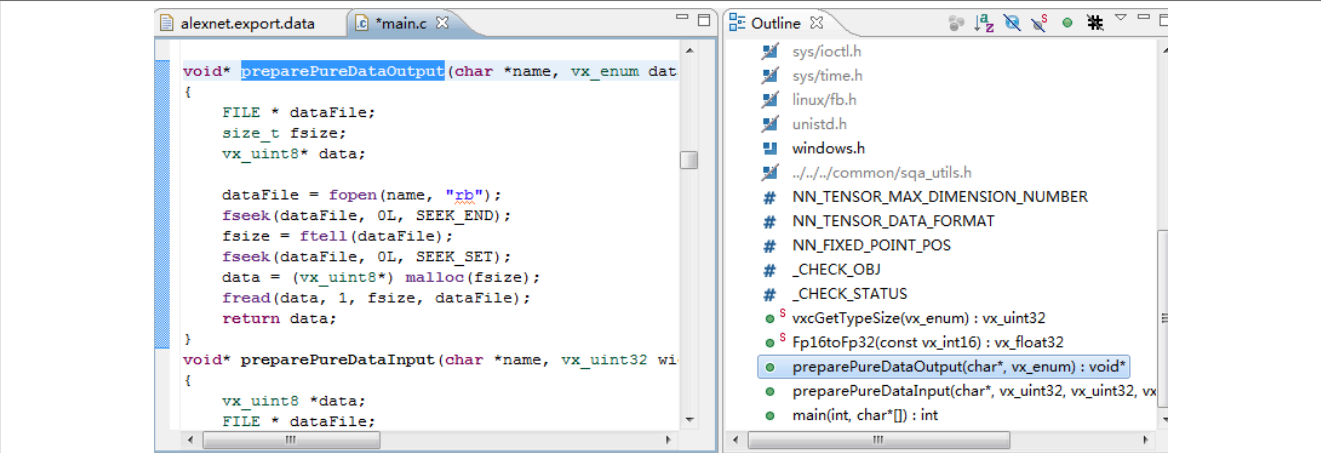 alexnet.export.data
*main.c
void* preparePureDataOutput(char *name, vx_enum dat
{
FILE * dataFile;
size_t fsize;
vx_uint8* data;
dataFile = fopen(name, "rb");
fseek(dataFile, 0L, SEEK_END);
fsize = ftell(dataFile);
fseek(dataFile, 0L, SEEK_SET);
data = (vx_uint8*) malloc(fsize);
fread(data, 1, fsize, dataFile);
return data;
}
void* preparePureDataInput(char *name, vx_uint32 wi
{
vx_uint8 *data;
FILE * dataFile;
Outline
sys/ioctl.h
sys/time.h
linux/fb.h
unistd.h
windows.h
../../../common/sqa_utils.h
# NN_TENSOR_MAX_DIMENSION_NUMBER
# NN_TENSOR_DATA_FORMAT
# NN_FIXED_POINT_POS
# _CHECK_OBJ
# _CHECK_STATUS
S vxcGetTypeSize(vx_enum) : vx_uint32
S Fp16toFp32(const vx_int16) : vx_float32
preparePureDataOutput(char*, vx_enum) : void*
preparePureDataInput(char*, vx_uint32, vx_uint32, vx
main(int, char*[]) : int